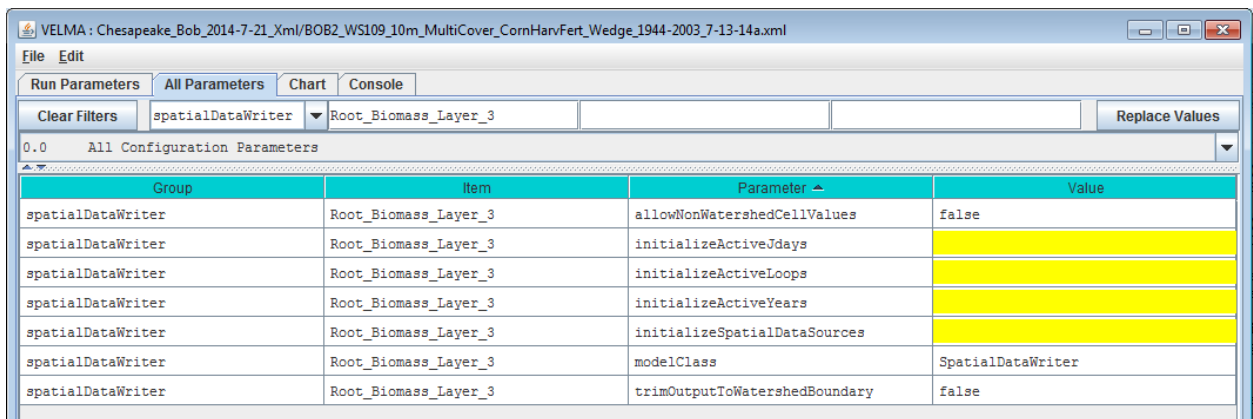 VELMA : Chesapeake_Bob_2014-7-21_Xml/BOB2_WS109_10m_MultiCover_CornHarvFert_Wedge_1944-2003_7-13-14a.xml
File Edit
Run Parameters All Parameters Chart Console
Clear Filters spatialDataWriter Root_Biomass_Layer_3 Replace Values
0.0 All Configuration Parameters
Group Item Parameter Value
spatialDataWriter Root_Biomass_Layer_3 allowNonWatershedCellValues false
spatialDataWriter Root_Biomass_Layer_3 initializeActiveJdays
spatialDataWriter Root_Biomass_Layer_3 initializeActiveLoops
spatialDataWriter Root_Biomass_Layer_3 initializeActiveYears
spatialDataWriter Root_Biomass_Layer_3 initializeSpatialDataSources
spatialDataWriter Root_Biomass_Layer_3 modelClass SpatialDataWriter
spatialDataWriter Root_Biomass_Layer_3 trimOutputToWatershedBoundary false